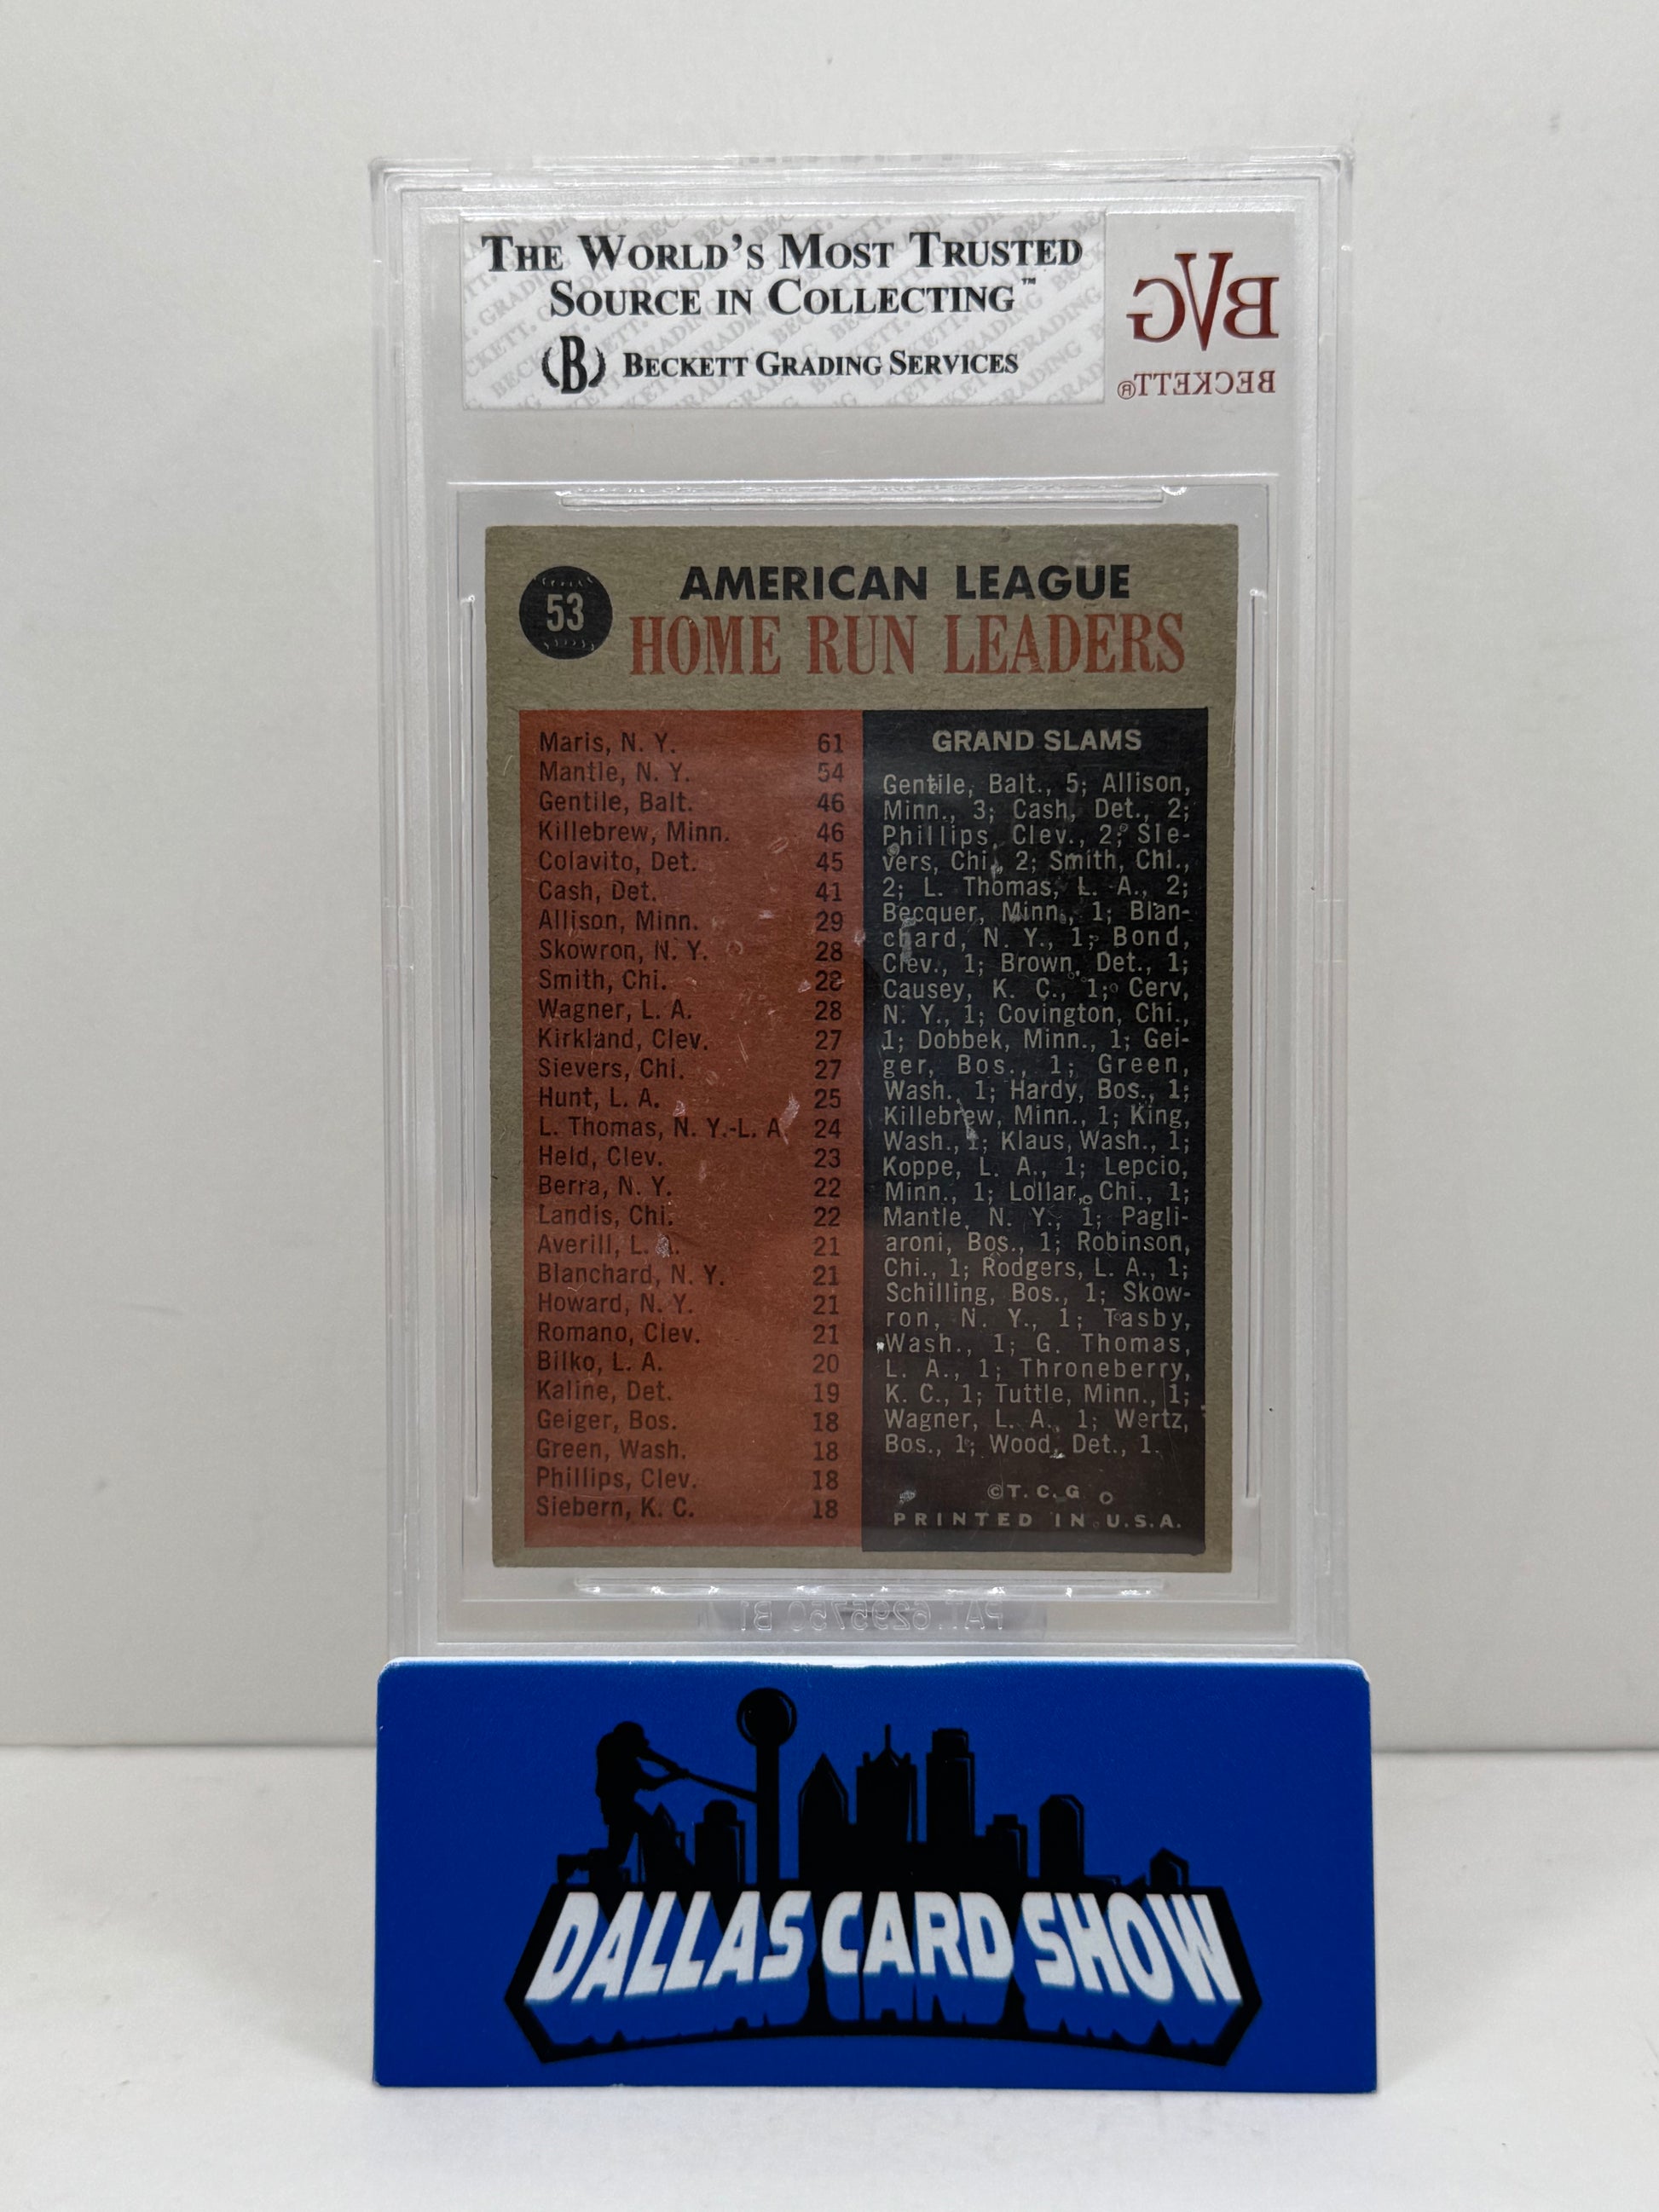 THE WORLD'S MOST TRUSTED
SOURCE IN COLLECTING™
B BECKETT GRADING SERVICES
BVG
BECKETT®
53
AMERICAN LEAGUE
HOME RUN LEADERS
Maris, N. Y. 61
Mantle, N. Y. 54
Gentile, Balt. 46
Killebrew, Minn. 46
Colavito, Det. 45
Cash, Det. 41
Allison, Minn. 29
Skowron, N. Y. 28
Smith, Chi. 28
Wagner, L. A. 28
Kirkland, Clev. 27
Sievers, Chi. 27
Hunt, L. A. 25
L. Thomas, N. Y.-L. A. 24
Held, Clev. 23
Berra, N. Y. 22
Landis, Chi. 22
Averill, L. A. 21
Blanchard, N. Y. 21
Howard, N. Y. 21
Romano, Clev. 21
Bilko, L. A. 20
Kaline, Det. 19
Geiger, Bos. 18
Green, Wash. 18
Phillips, Clev. 18
Siebern, K. C. 18
GRAND SLAMS
Gentile, Balt., 5; Allison,
Minn., 3; Cash, Det., 2;
Phillips, Clev., 2; Sie-
vers, Chi., 2; Smith, Chi.,
2; L. Thomas, L. A., 2;
Becquer, Minn., 1; Blan-
chard, N. Y., 1; Bond,
Clev., 1; Brown, Det., 1;
Causey, K. C., 1; Cerv,
N. Y., 1; Covington, Chi.,
1; Dobbek, Minn., 1; Gei-
ger, Bos., 1; Green,
Wash., 1; Hardy, Bos., 1;
Killebrew, Minn., 1; King,
Wash., 1; Klaus, Wash., 1;
Koppe, L. A., 1; Lepcio,
Minn., 1; Lollar, Chi., 1;
Mantle, N. Y., 1; Pagli-
aroni, Bos., 1; Robinson,
Chi., 1; Rodgers, L. A., 1;
Schilling, Bos., 1; Skow-
ron, N. Y., 1; Tasby,
Wash., 1; G. Thomas,
L. A., 1; Throneberry,
K. C., 1; Tuttle, Minn., 1;
Wagner, L. A., 1; Wertz,
Bos., 1; Wood, Det., 1.
©T. C. G
PRINTED IN U.S.A.
PAT. 6295750 B1
DALLAS CARD SHOW